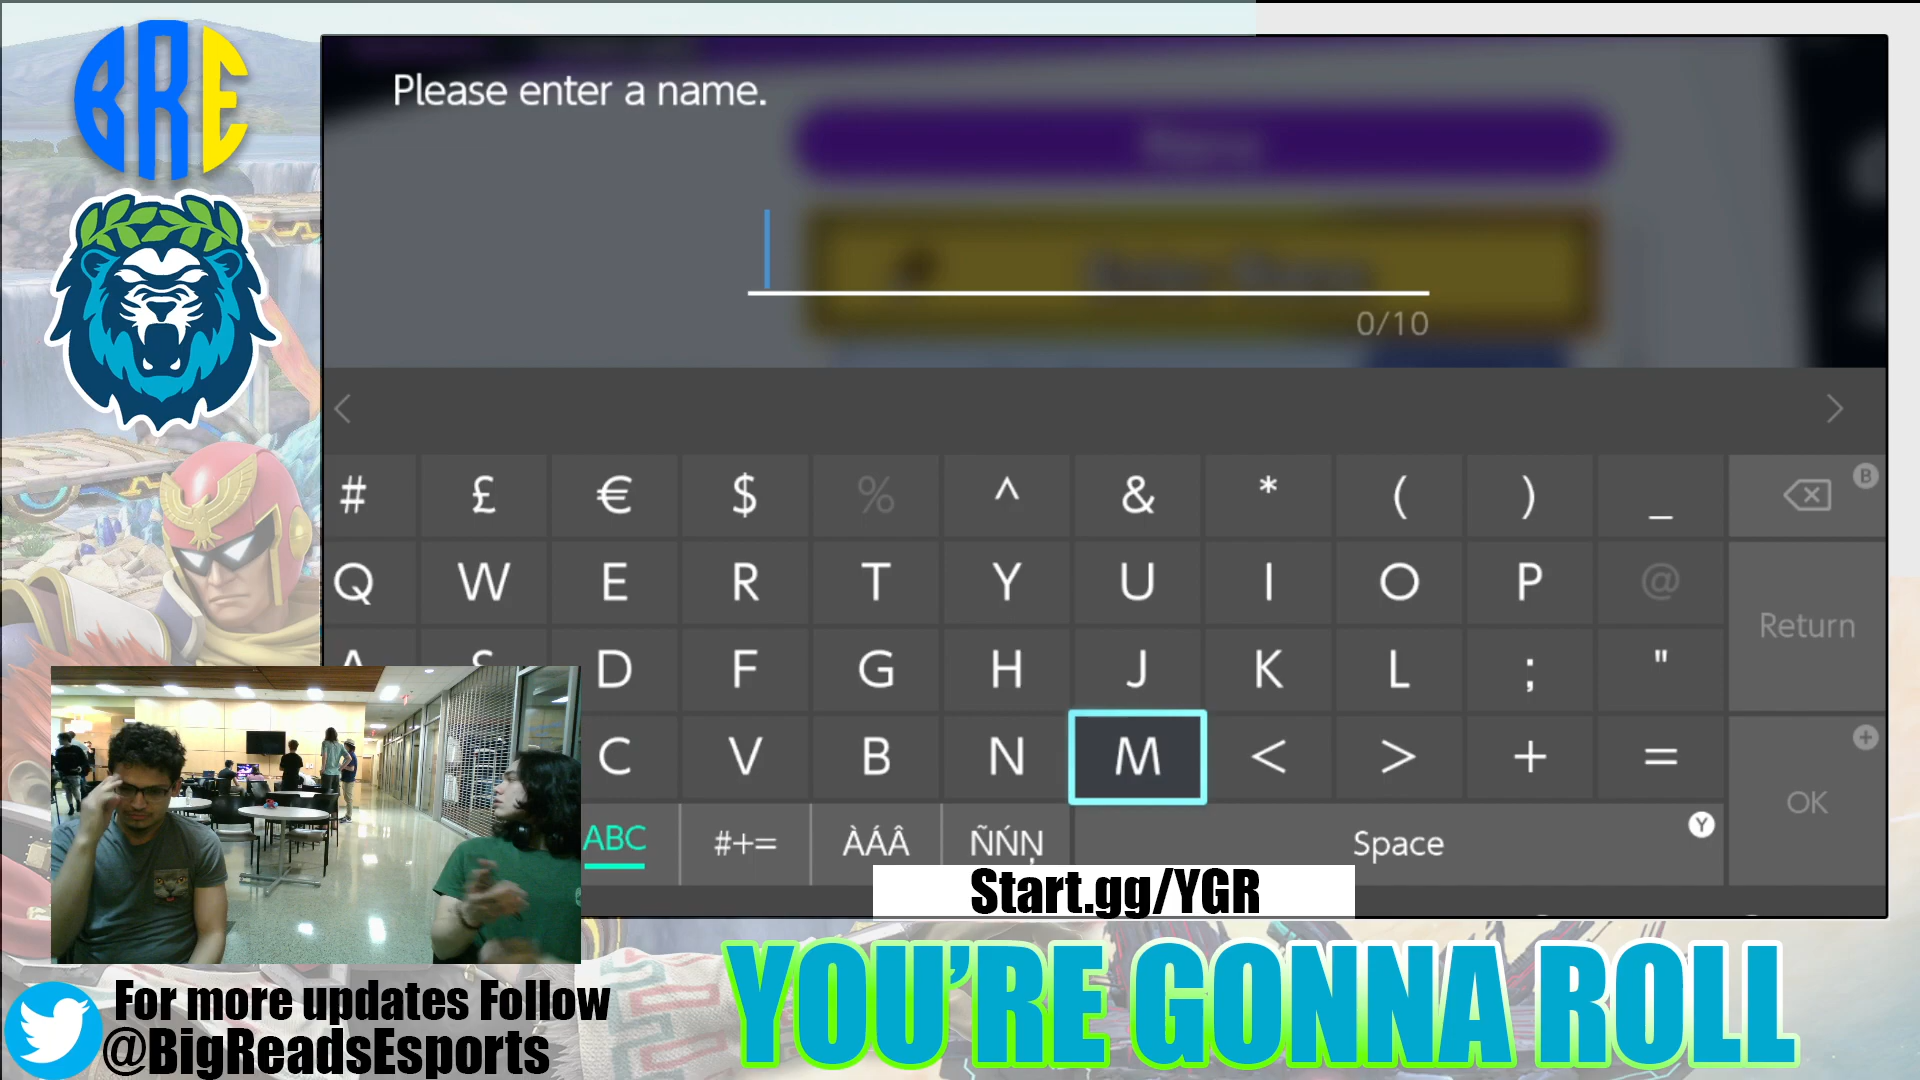 BRE
Please enter a name.
0/10
# £ € $ % ^ & * ( ) _ B
Q W E R T Y U I O P @
Return
D F G H J K L ; "
C V B N M < > + =
OK
ABC #+= ÀÁÂ ÑŃŅ Space Y
Start.gg/YGR
YOU'RE GONNA ROLL
For more updates Follow
@BigReadsEsports